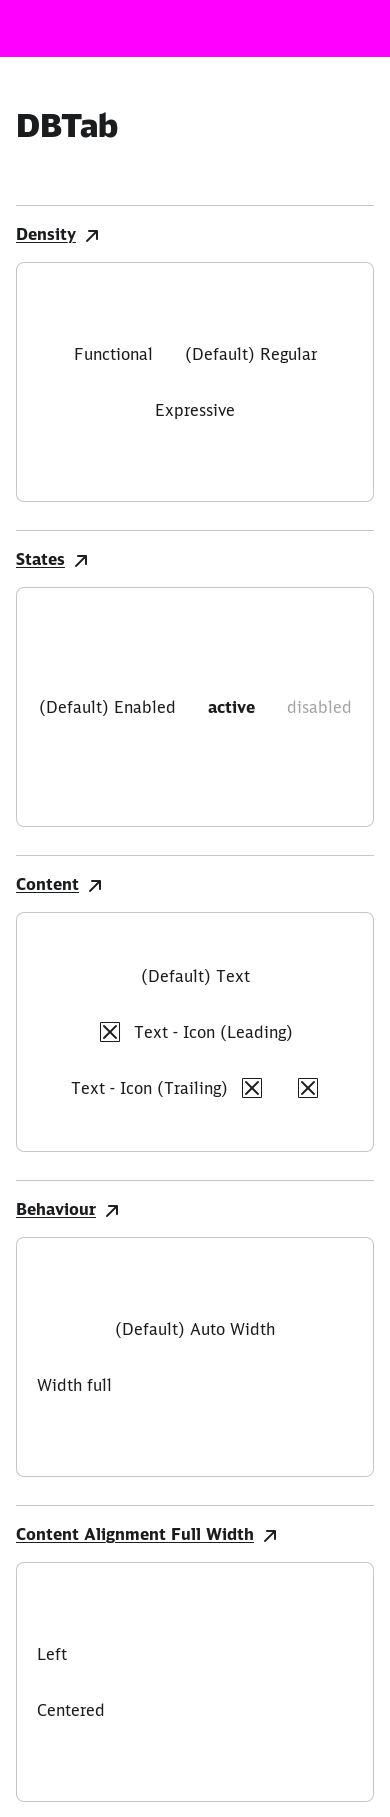 DBTab
Density
Functional (Default) Regular
Expressive
States
(Default) Enabled active disabled
Content
(Default) Text
Text - Icon (Leading)
Text - Icon (Trailing)
Behaviour
(Default) Auto Width
Width full
Content Alignment Full Width
Left
Centered